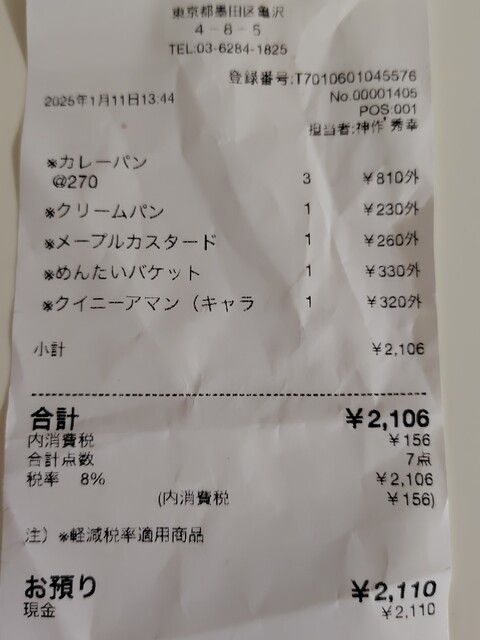 東京都墨田区亀沢
4-8-5
TEL:03-6284-1825
登録番号:T7010601045576
2025年1月11日13:44 No.00001405
POS:001
担当者:神作 秀幸
※カレーパン
@270 3 ¥810外
※クリームパン 1 ¥230外
※メープルカスタード 1 ¥260外
※めんたいバケット 1 ¥330外
※クイニーアマン（キャラ 1 ¥320外
小計 ¥2,106
合計 ¥2,106
内消費税 ¥156
合計点数 7点
税率 8% ¥2,106
(内消費税 ¥156)
注）※軽減税率適用商品
お預り ¥2,110
現金 ¥2,110